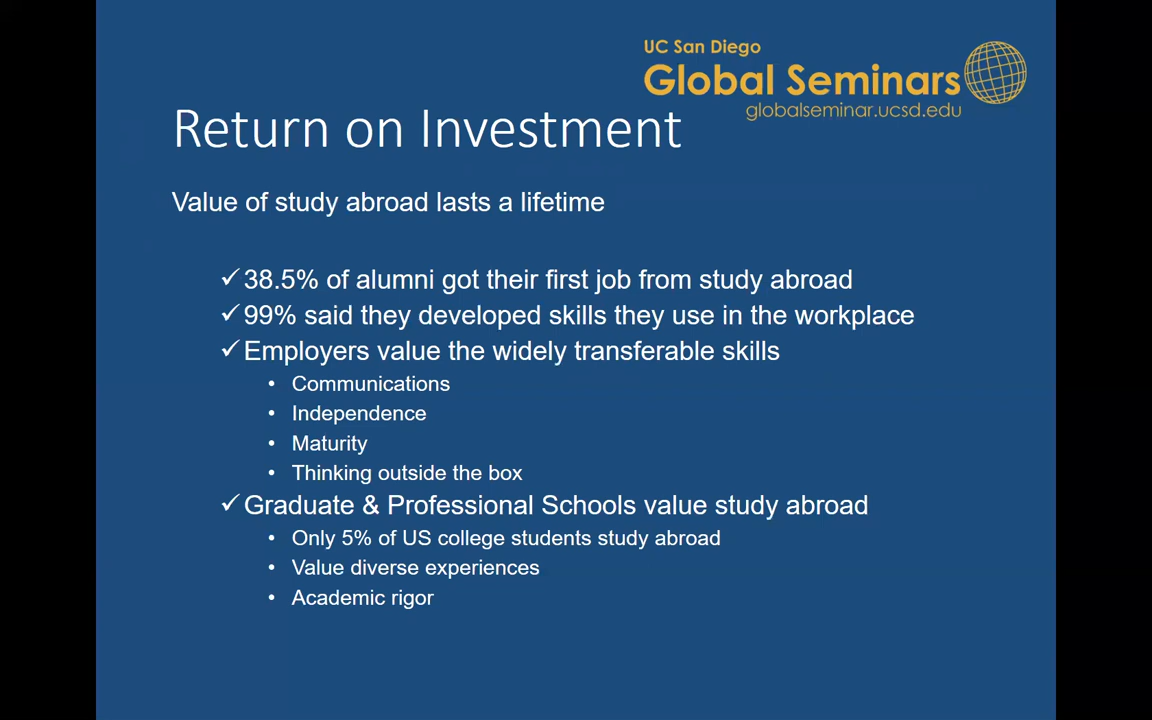 UC San Diego
Global Seminars
globalseminar.ucsd.edu
Return on Investment
Value of study abroad lasts a lifetime
✓38.5% of alumni got their first job from study abroad
✓99% said they developed skills they use in the workplace
✓Employers value the widely transferable skills
• Communications
• Independence
• Maturity
• Thinking outside the box
✓Graduate & Professional Schools value study abroad
• Only 5% of US college students study abroad
• Value diverse experiences
• Academic rigor